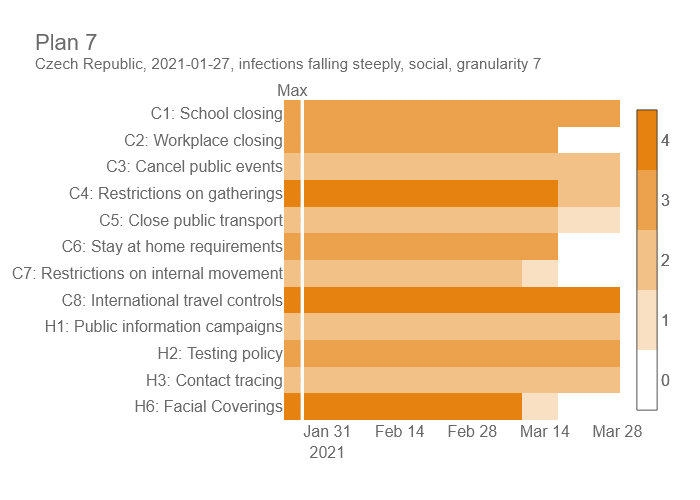 Plan 7
Czech Republic, 2021-01-27, infections falling steeply, social, granularity 7
Max
C1: School closing
C2: Workplace closing
C3: Cancel public events
C4: Restrictions on gatherings
C5: Close public transport
C6: Stay at home requirements
C7: Restrictions on internal movement
C8: International travel controls
H1: Public information campaigns
H2: Testing policy
H3: Contact tracing
H6: Facial Coverings
Jan 31 Feb 14 Feb 28 Mar 14 Mar 28
2021
4
3
2
1
0